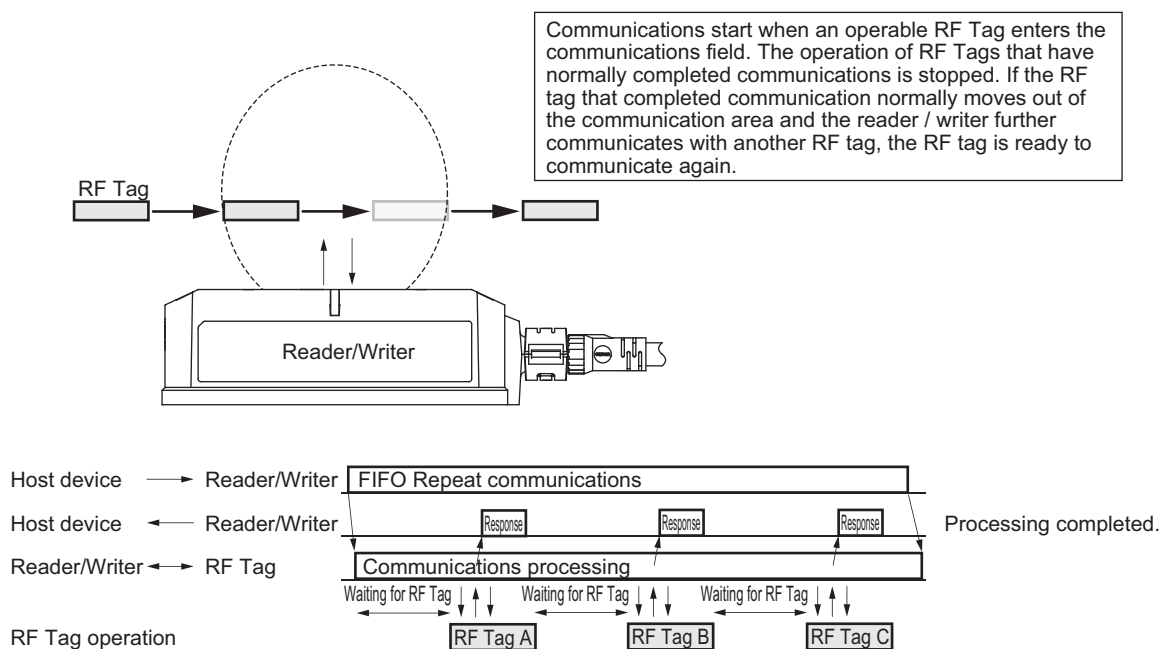 Communications start when an operable RF Tag enters the
communications field. The operation of RF Tags that have
normally completed communications is stopped. If the RF
tag that completed communication normally moves out of
the communication area and the reader / writer further
communicates with another RF tag, the RF tag is ready to
communicate again.
RF Tag
Reader/Writer
Host device Reader/Writer FIFO Repeat communications
Host device Reader/Writer Response Response Response Processing completed.
Reader/Writer RF Tag Communications processing
Waiting for RF Tag Waiting for RF Tag Waiting for RF Tag
RF Tag operation RF Tag A RF Tag B RF Tag C